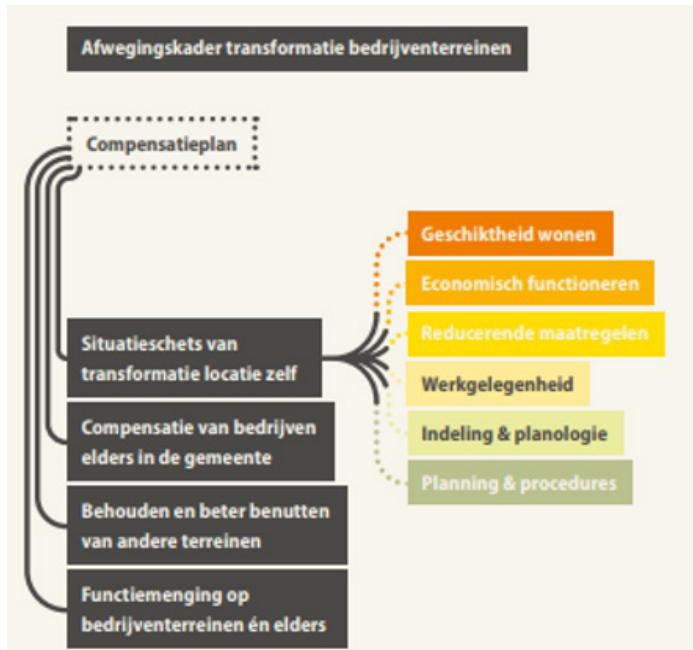 Afwegingskader transformatie bedrijventerreinen
Compensatieplan
Situatieschets van
transformatie locatie zelf
Compensatie van bedrijven
elders in de gemeente
Behouden en beter benutten
van andere terreinen
Functiemenging op
bedrijventerreinen én elders
Geschiktheid wonen
Economisch functioneren
Reducerende maatregelen
Werkgelegenheid
Indeling & planologie
Planning & procedures